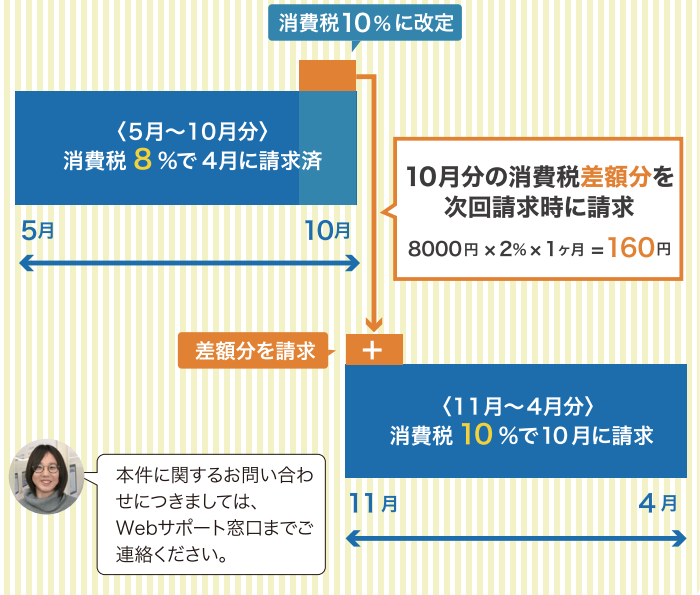 消費税10%に改定
〈5月〜10月分〉
消費税 8 %で 4月に請求済
5月
10月
10月分の消費税差額分を
次回請求時に請求
8000円×2%×1ヶ月=160円
差額分を請求
+
〈11月〜4月分〉
消費税 10 %で10月に請求
11月
4月
本件に関するお問い合わ
せにつきましては、
Webサポート窓口までご
連絡ください。